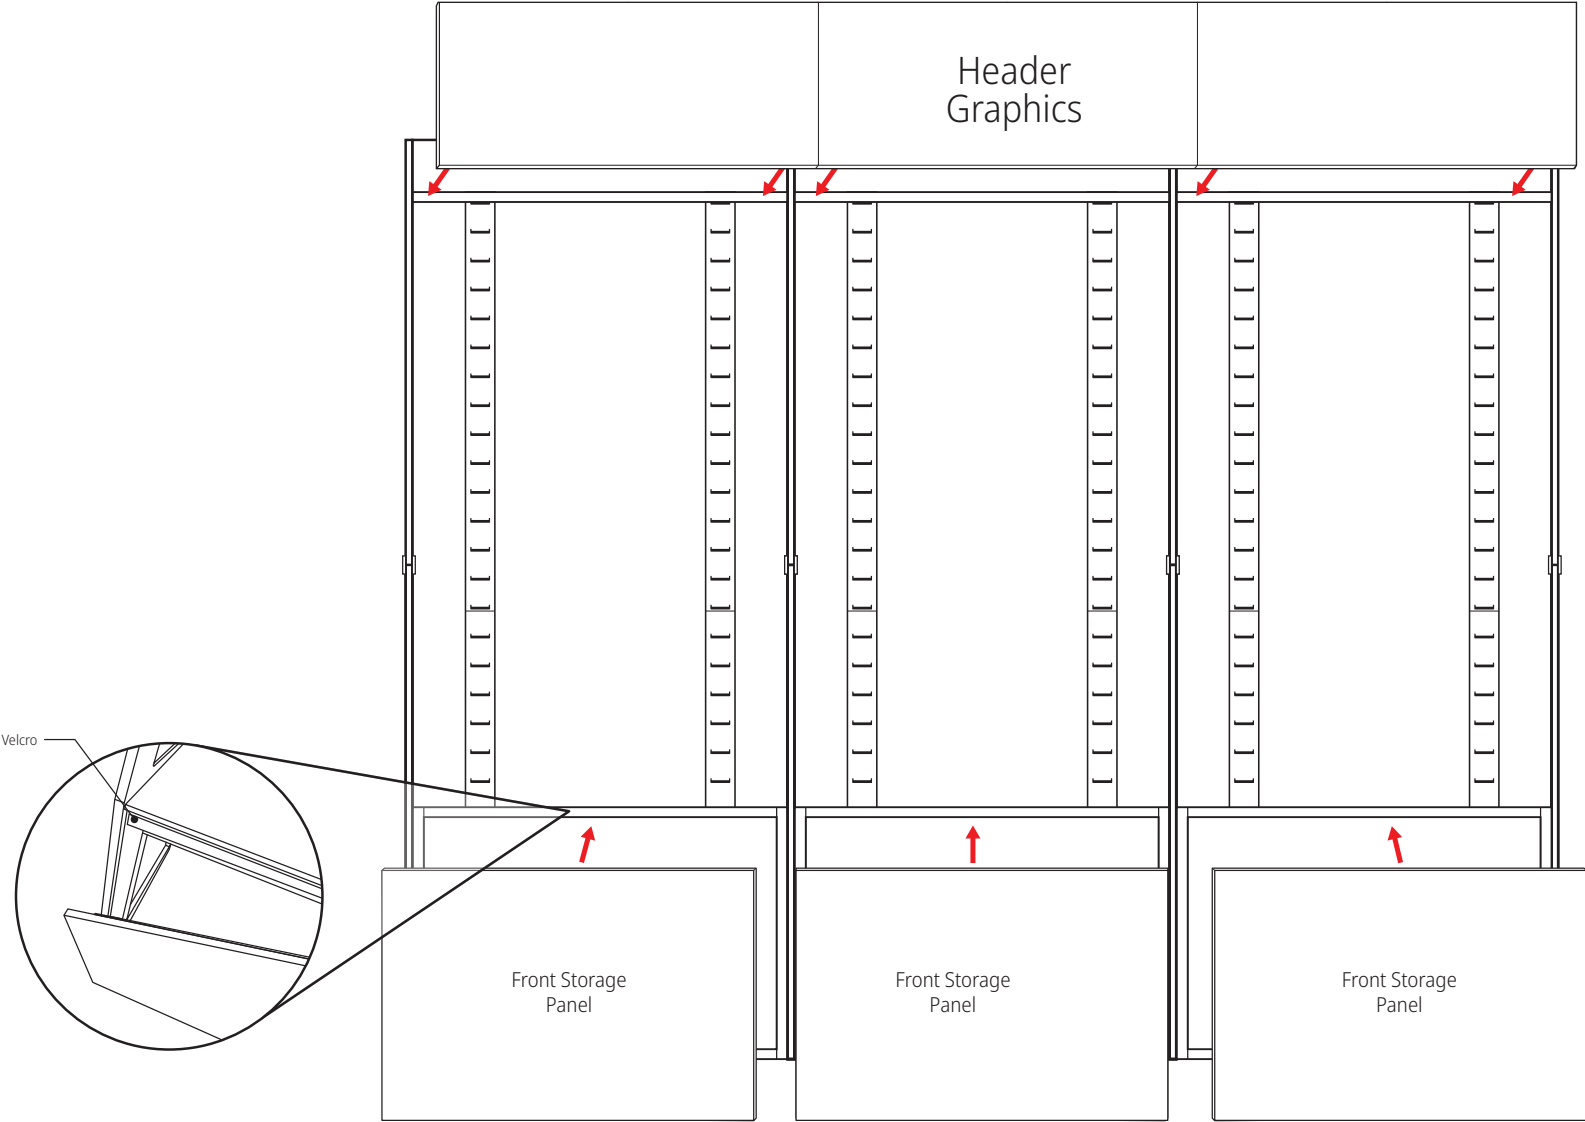 Header
Graphics
Velcro
Front Storage
Panel
Front Storage
Panel
Front Storage
Panel